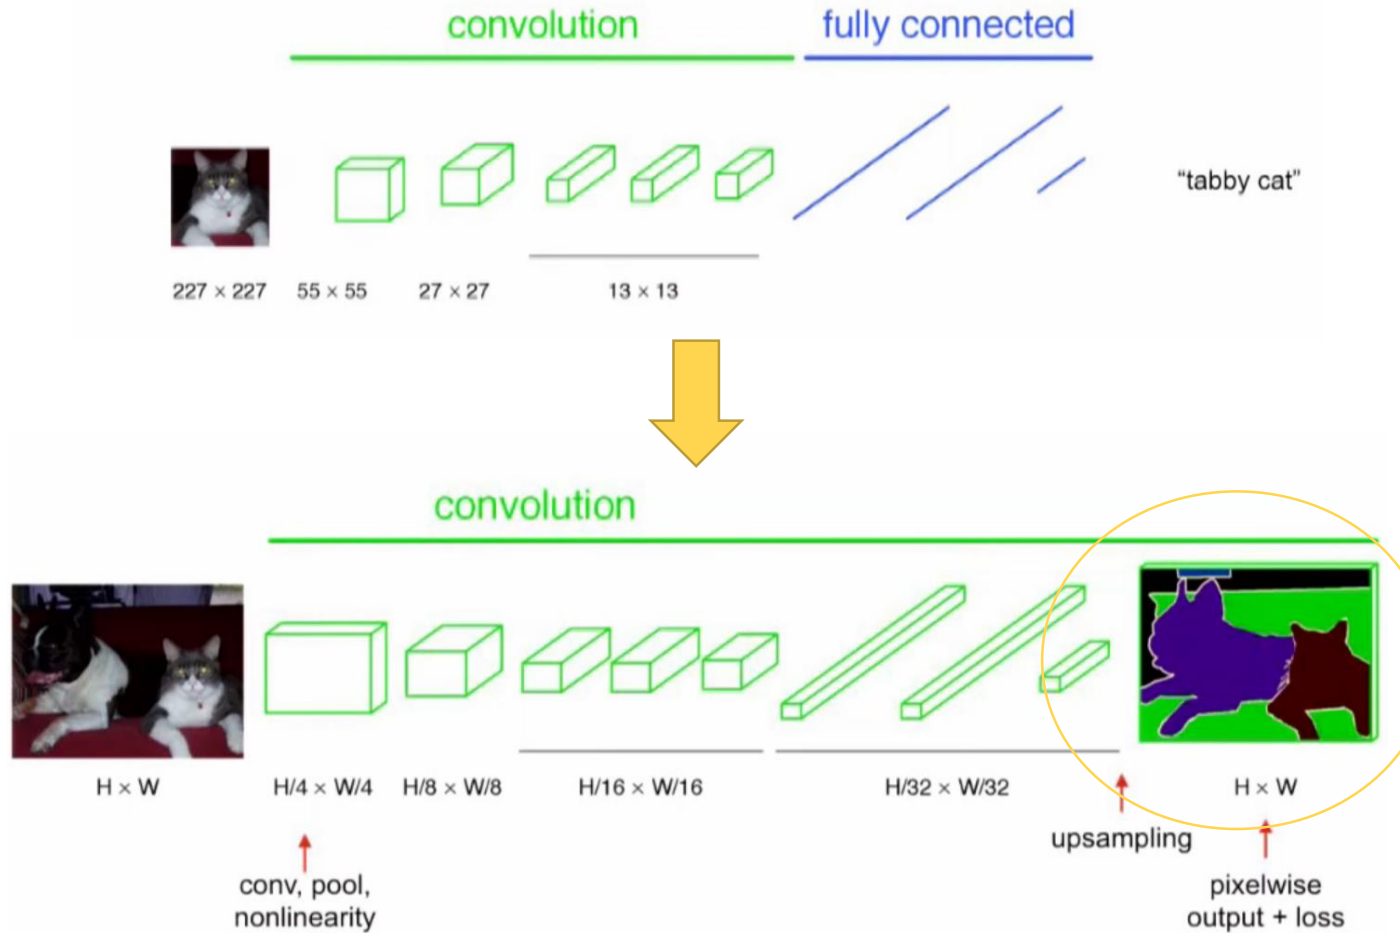 convolution
fully connected
"tabby cat"
227 × 227
55 × 55
27 × 27
13 × 13
convolution
H × W
H/4 × W/4
H/8 × W/8
H/16 × W/16
H/32 × W/32
H × W
upsampling
conv, pool,
nonlinearity
pixelwise
output + loss